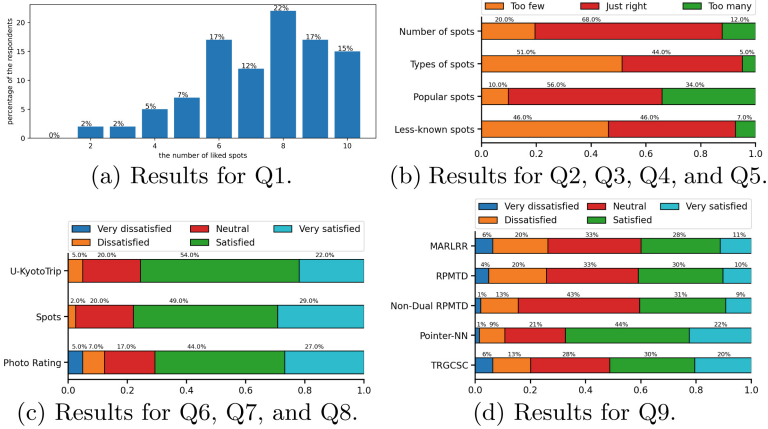 percentage of the respondents
20
15
10
5
0
0%
2%
2%
5%
7%
17%
12%
22%
17%
15%
2
4
6
8
10
the number of liked spots
(a) Results for Q1.
Too few
Just right
Too many
Number of spots
20.0%
68.0%
12.0%
Types of spots
51.0%
44.0%
5.0%
Popular spots
10.0%
56.0%
34.0%
Less-known spots
46.0%
46.0%
7.0%
0.0
0.2
0.4
0.6
0.8
1.0
(b) Results for Q2, Q3, Q4, and Q5.
Very dissatisfied
Neutral
Very satisfied
Dissatisfied
Satisfied
U-KyotoTrip
5.0%
20.0%
54.0%
22.0%
Spots
2.0%
20.0%
49.0%
29.0%
Photo Rating
5.0%
7.0%
17.0%
44.0%
27.0%
0.0
0.2
0.4
0.6
0.8
1.0
(c) Results for Q6, Q7, and Q8.
Very dissatisfied
Neutral
Very satisfied
Dissatisfied
Satisfied
MARLRR
6%
20%
33%
28%
11%
RPMTD
4%
20%
33%
30%
10%
Non-Dual RPMTD
1%
13%
43%
31%
9%
Pointer-NN
1%
9%
21%
44%
22%
TRGCSC
6%
13%
28%
30%
20%
0.0
0.2
0.4
0.6
0.8
1.0
(d) Results for Q9.